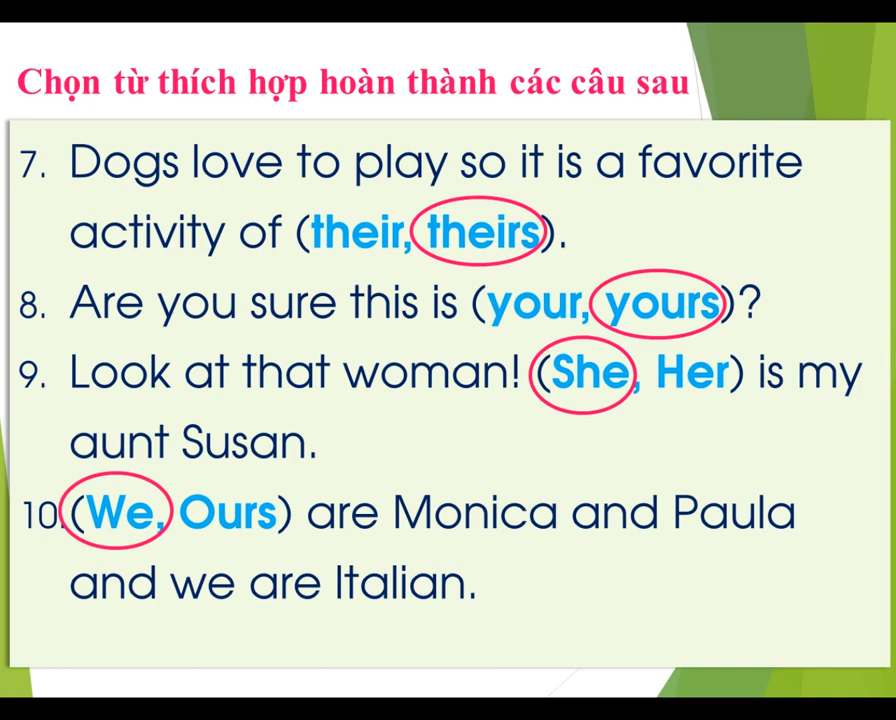 Chọn từ thích hợp hoàn thành các câu sau
7. Dogs love to play so it is a favorite
activity of (their, theirs).
8. Are you sure this is (your, yours)?
9. Look at that woman! (She, Her) is my
aunt Susan.
10. (We, Ours) are Monica and Paula
and we are Italian.